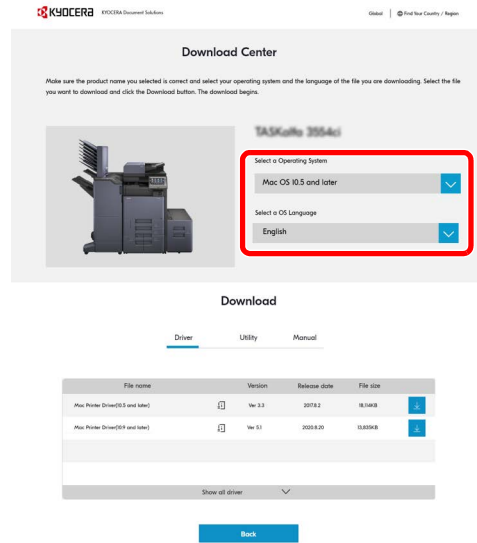 KYOCERA KYOCERA Document Solutions Global Find Your Country / Region
Download Center
Make sure the product name you selected is correct and select your operating system and the language of the file you are downloading. Select the file
you want to download and click the Download button. The download begins.
TASKalfa 3554ci
Select a Operating System
Mac OS 10.5 and later
Select a OS Language
English
Download
Driver Utility Manual
File name Version Release date File size
Mac Printer Driver(10.5 and later) Ver 3.3 2017.8.2 18,114KB
Mac Printer Driver(10.9 and later) Ver 5.1 2020.8.20 13,835KB
Show all driver
Back